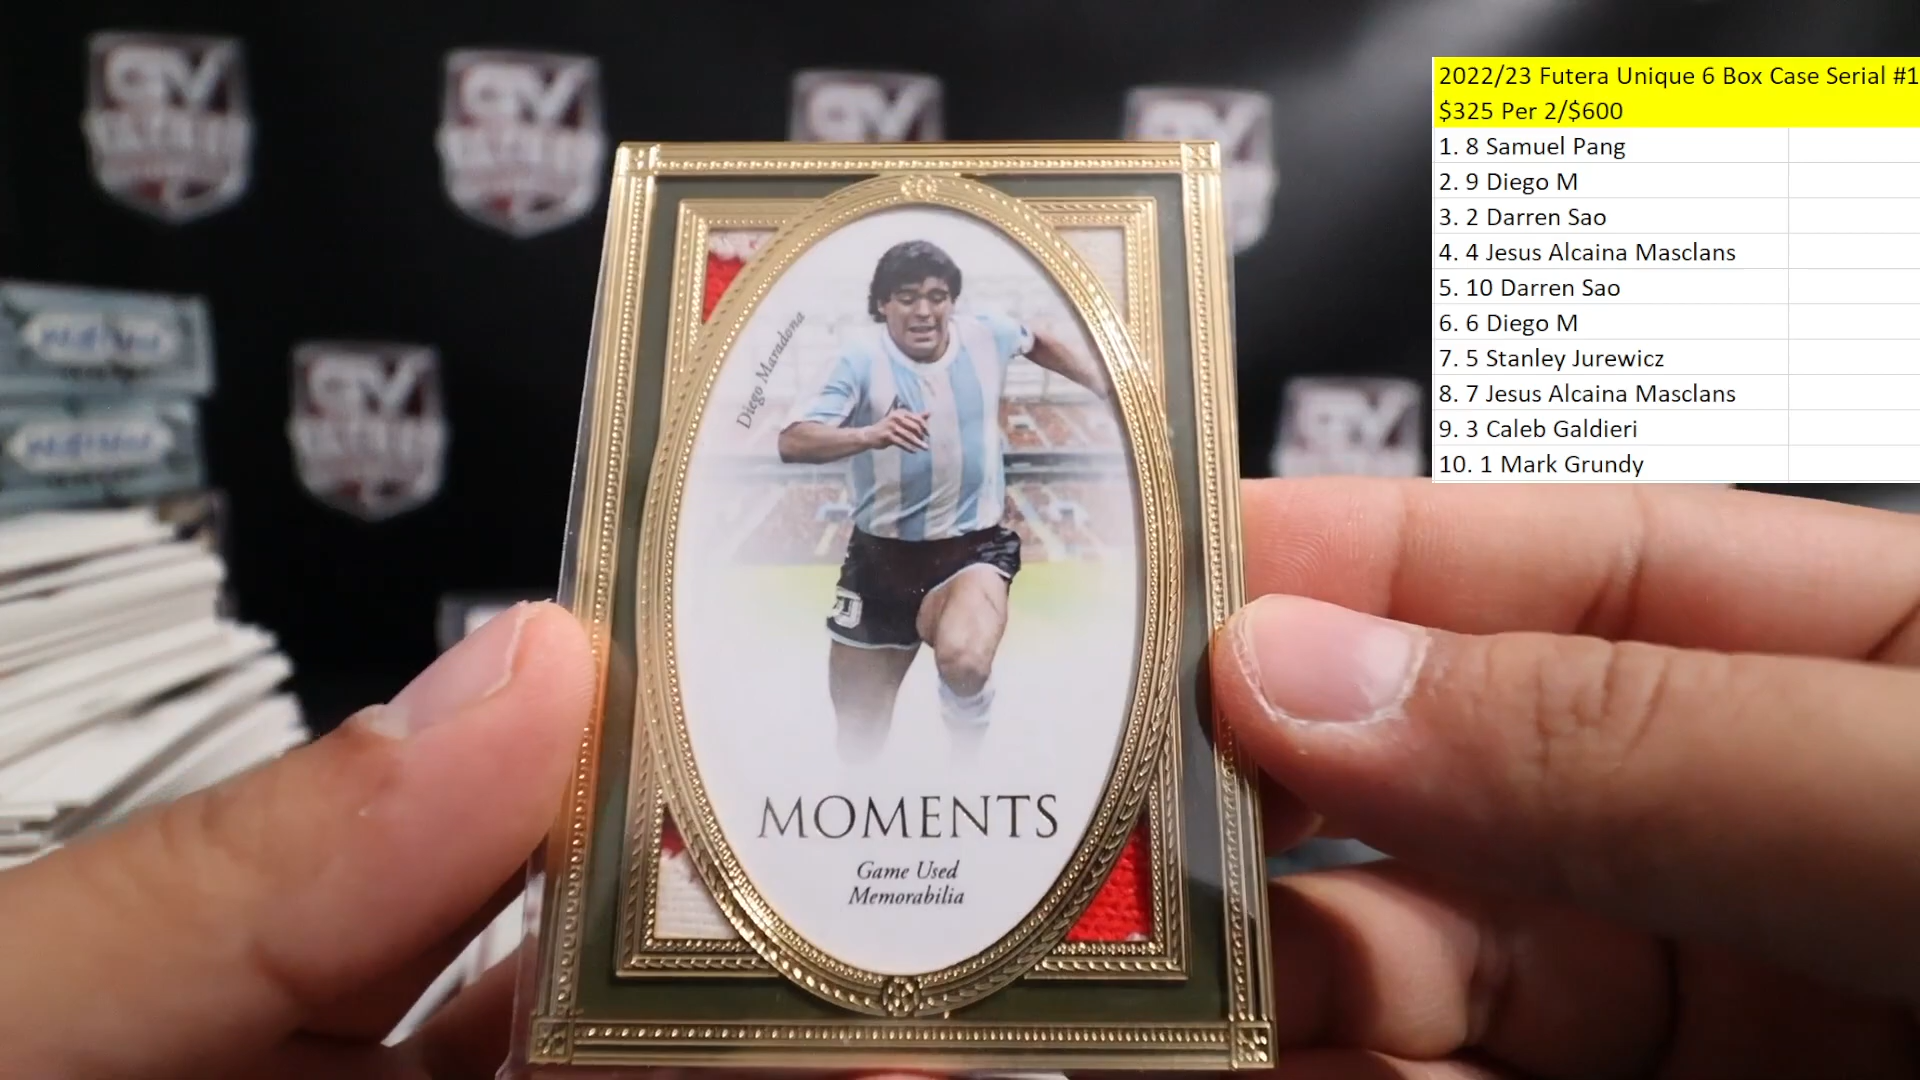 2022/23 Futera Unique 6 Box Case Serial #1
$325 Per 2/$600
1. 8 Samuel Pang
2. 9 Diego M
3. 2 Darren Sao
4. 4 Jesus Alcaina Masclans
5. 10 Darren Sao
6. 6 Diego M
7. 5 Stanley Jurewicz
8. 7 Jesus Alcaina Masclans
9. 3 Caleb Galdieri
10. 1 Mark Grundy
Diego Maradona
MOMENTS
Game Used
Memorabilia